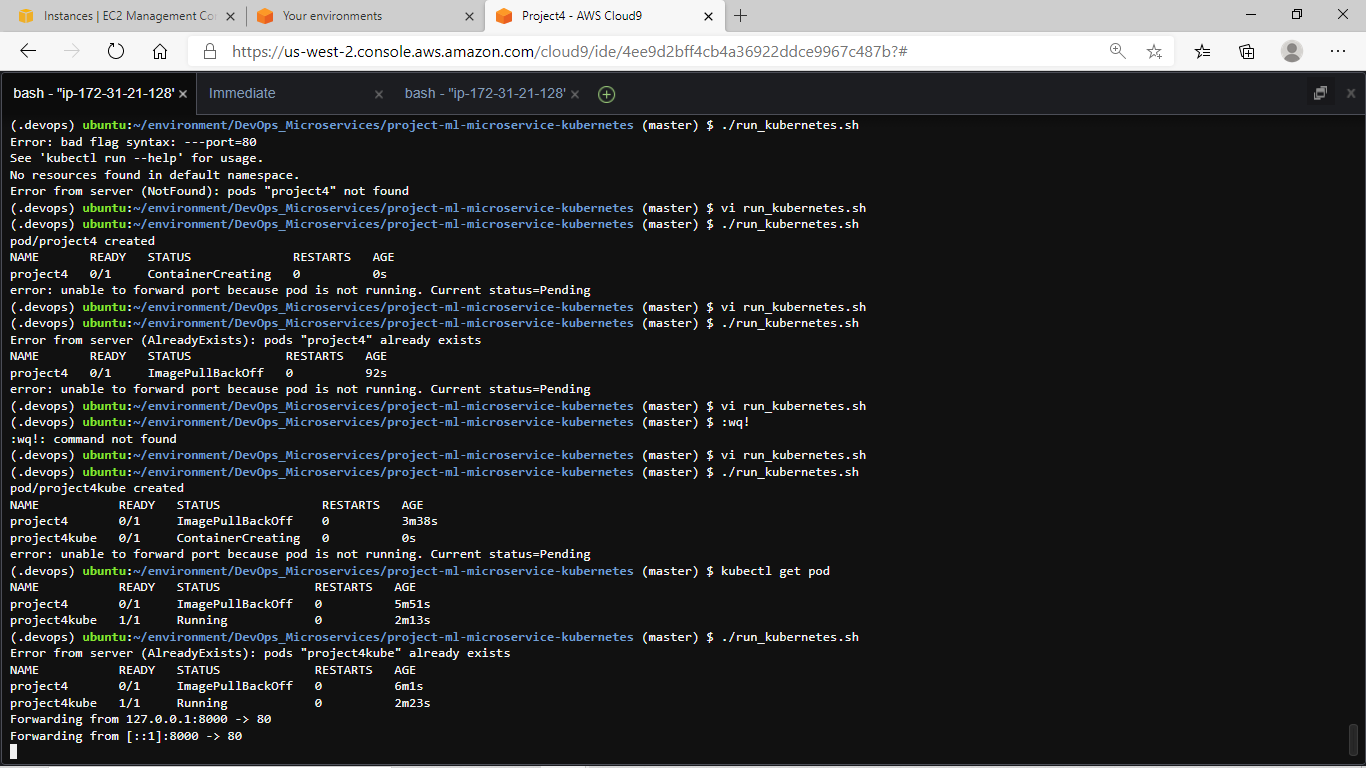 Instances | EC2 Management Co
Your environments
Project4 - AWS Cloud9
https://us-west-2.console.aws.amazon.com/cloud9/ide/4ee9d2bff4cb4a36922ddce9967c487b?#
bash - "ip-172-31-21-128'
Immediate
bash - "ip-172-31-21-128'
(.devops) ubuntu:~/environment/DevOps_Microservices/project-ml-microservice-kubernetes (master) $ ./run_kubernetes.sh
Error: bad flag syntax: ---port=80
See 'kubectl run --help' for usage.
No resources found in default namespace.
Error from server (NotFound): pods "project4" not found
(.devops) ubuntu:~/environment/DevOps_Microservices/project-ml-microservice-kubernetes (master) $ vi run_kubernetes.sh
(.devops) ubuntu:~/environment/DevOps_Microservices/project-ml-microservice-kubernetes (master) $ ./run_kubernetes.sh
pod/project4 created
NAME READY STATUS RESTARTS AGE
project4 0/1 ContainerCreating 0 0s
error: unable to forward port because pod is not running. Current status=Pending
(.devops) ubuntu:~/environment/DevOps_Microservices/project-ml-microservice-kubernetes (master) $ vi run_kubernetes.sh
(.devops) ubuntu:~/environment/DevOps_Microservices/project-ml-microservice-kubernetes (master) $ ./run_kubernetes.sh
Error from server (AlreadyExists): pods "project4" already exists
NAME READY STATUS RESTARTS AGE
project4 0/1 ImagePullBackOff 0 92s
error: unable to forward port because pod is not running. Current status=Pending
(.devops) ubuntu:~/environment/DevOps_Microservices/project-ml-microservice-kubernetes (master) $ vi run_kubernetes.sh
(.devops) ubuntu:~/environment/DevOps_Microservices/project-ml-microservice-kubernetes (master) $ :wq!
:wq!: command not found
(.devops) ubuntu:~/environment/DevOps_Microservices/project-ml-microservice-kubernetes (master) $ vi run_kubernetes.sh
(.devops) ubuntu:~/environment/DevOps_Microservices/project-ml-microservice-kubernetes (master) $ ./run_kubernetes.sh
pod/project4kube created
NAME READY STATUS RESTARTS AGE
project4 0/1 ImagePullBackOff 0 3m38s
project4kube 0/1 ContainerCreating 0 0s
error: unable to forward port because pod is not running. Current status=Pending
(.devops) ubuntu:~/environment/DevOps_Microservices/project-ml-microservice-kubernetes (master) $ kubectl get pod
NAME READY STATUS RESTARTS AGE
project4 0/1 ImagePullBackOff 0 5m51s
project4kube 1/1 Running 0 2m13s
(.devops) ubuntu:~/environment/DevOps_Microservices/project-ml-microservice-kubernetes (master) $ ./run_kubernetes.sh
Error from server (AlreadyExists): pods "project4kube" already exists
NAME READY STATUS RESTARTS AGE
project4 0/1 ImagePullBackOff 0 6m1s
project4kube 1/1 Running 0 2m23s
Forwarding from 127.0.0.1:8000 -> 80
Forwarding from [::1]:8000 -> 80